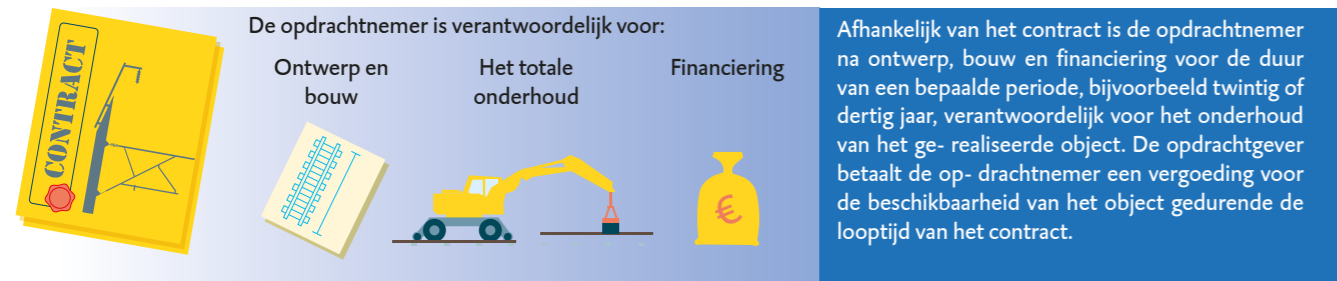 CONTRACT
De opdrachtnemer is verantwoordelijk voor:
Ontwerp en
bouw
Het totale
onderhoud
Financiering
€
Afhankelijk van het contract is de opdrachtnemer
na ontwerp, bouw en financiering voor de duur
van een bepaalde periode, bijvoorbeeld twintig of
dertig jaar, verantwoordelijk voor het onderhoud
van het ge- realiseerde object. De opdrachtgever
betaalt de op- drachtnemer een vergoeding voor
de beschikbaarheid van het object gedurende de
looptijd van het contract.